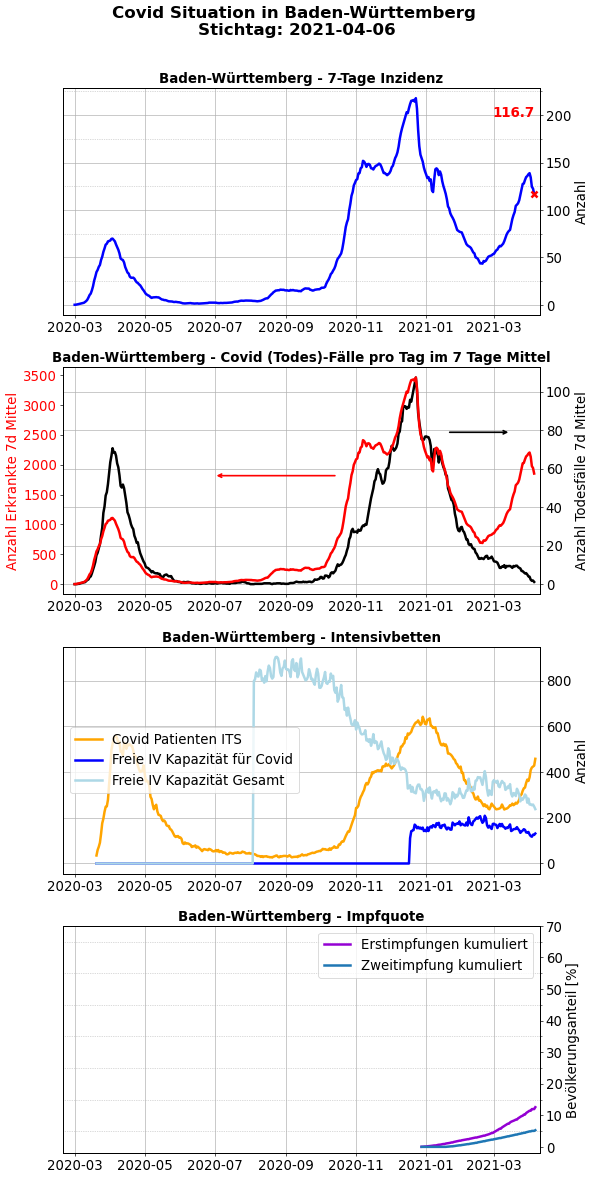 Covid Situation in Baden-Württemberg
Stichtag: 2021-04-06
Baden-Württemberg - 7-Tage Inzidenz
116.7
200
150
100
50
0
Anzahl
2020-03 2020-05 2020-07 2020-09 2020-11 2021-01 2021-03
Baden-Württemberg - Covid (Todes)-Fälle pro Tag im 7 Tage Mittel
Anzahl Erkrankte 7d Mittel
3500
3000
2500
2000
1500
1000
500
0
100
80
60
40
20
0
Anzahl Todesfälle 7d Mittel
2020-03 2020-05 2020-07 2020-09 2020-11 2021-01 2021-03
Baden-Württemberg - Intensivbetten
Covid Patienten ITS
Freie IV Kapazität für Covid
Freie IV Kapazität Gesamt
800
600
400
200
0
Anzahl
2020-03 2020-05 2020-07 2020-09 2020-11 2021-01 2021-03
Baden-Württemberg - Impfquote
Erstimpfungen kumuliert
Zweitimpfung kumuliert
70
60
50
40
30
20
10
0
Bevölkerungsanteil [%]
2020-03 2020-05 2020-07 2020-09 2020-11 2021-01 2021-03